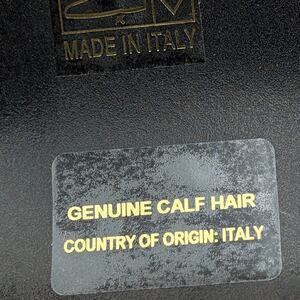 MADE IN ITALY
GENUINE CALF HAIR
COUNTRY OF ORIGIN: ITALY